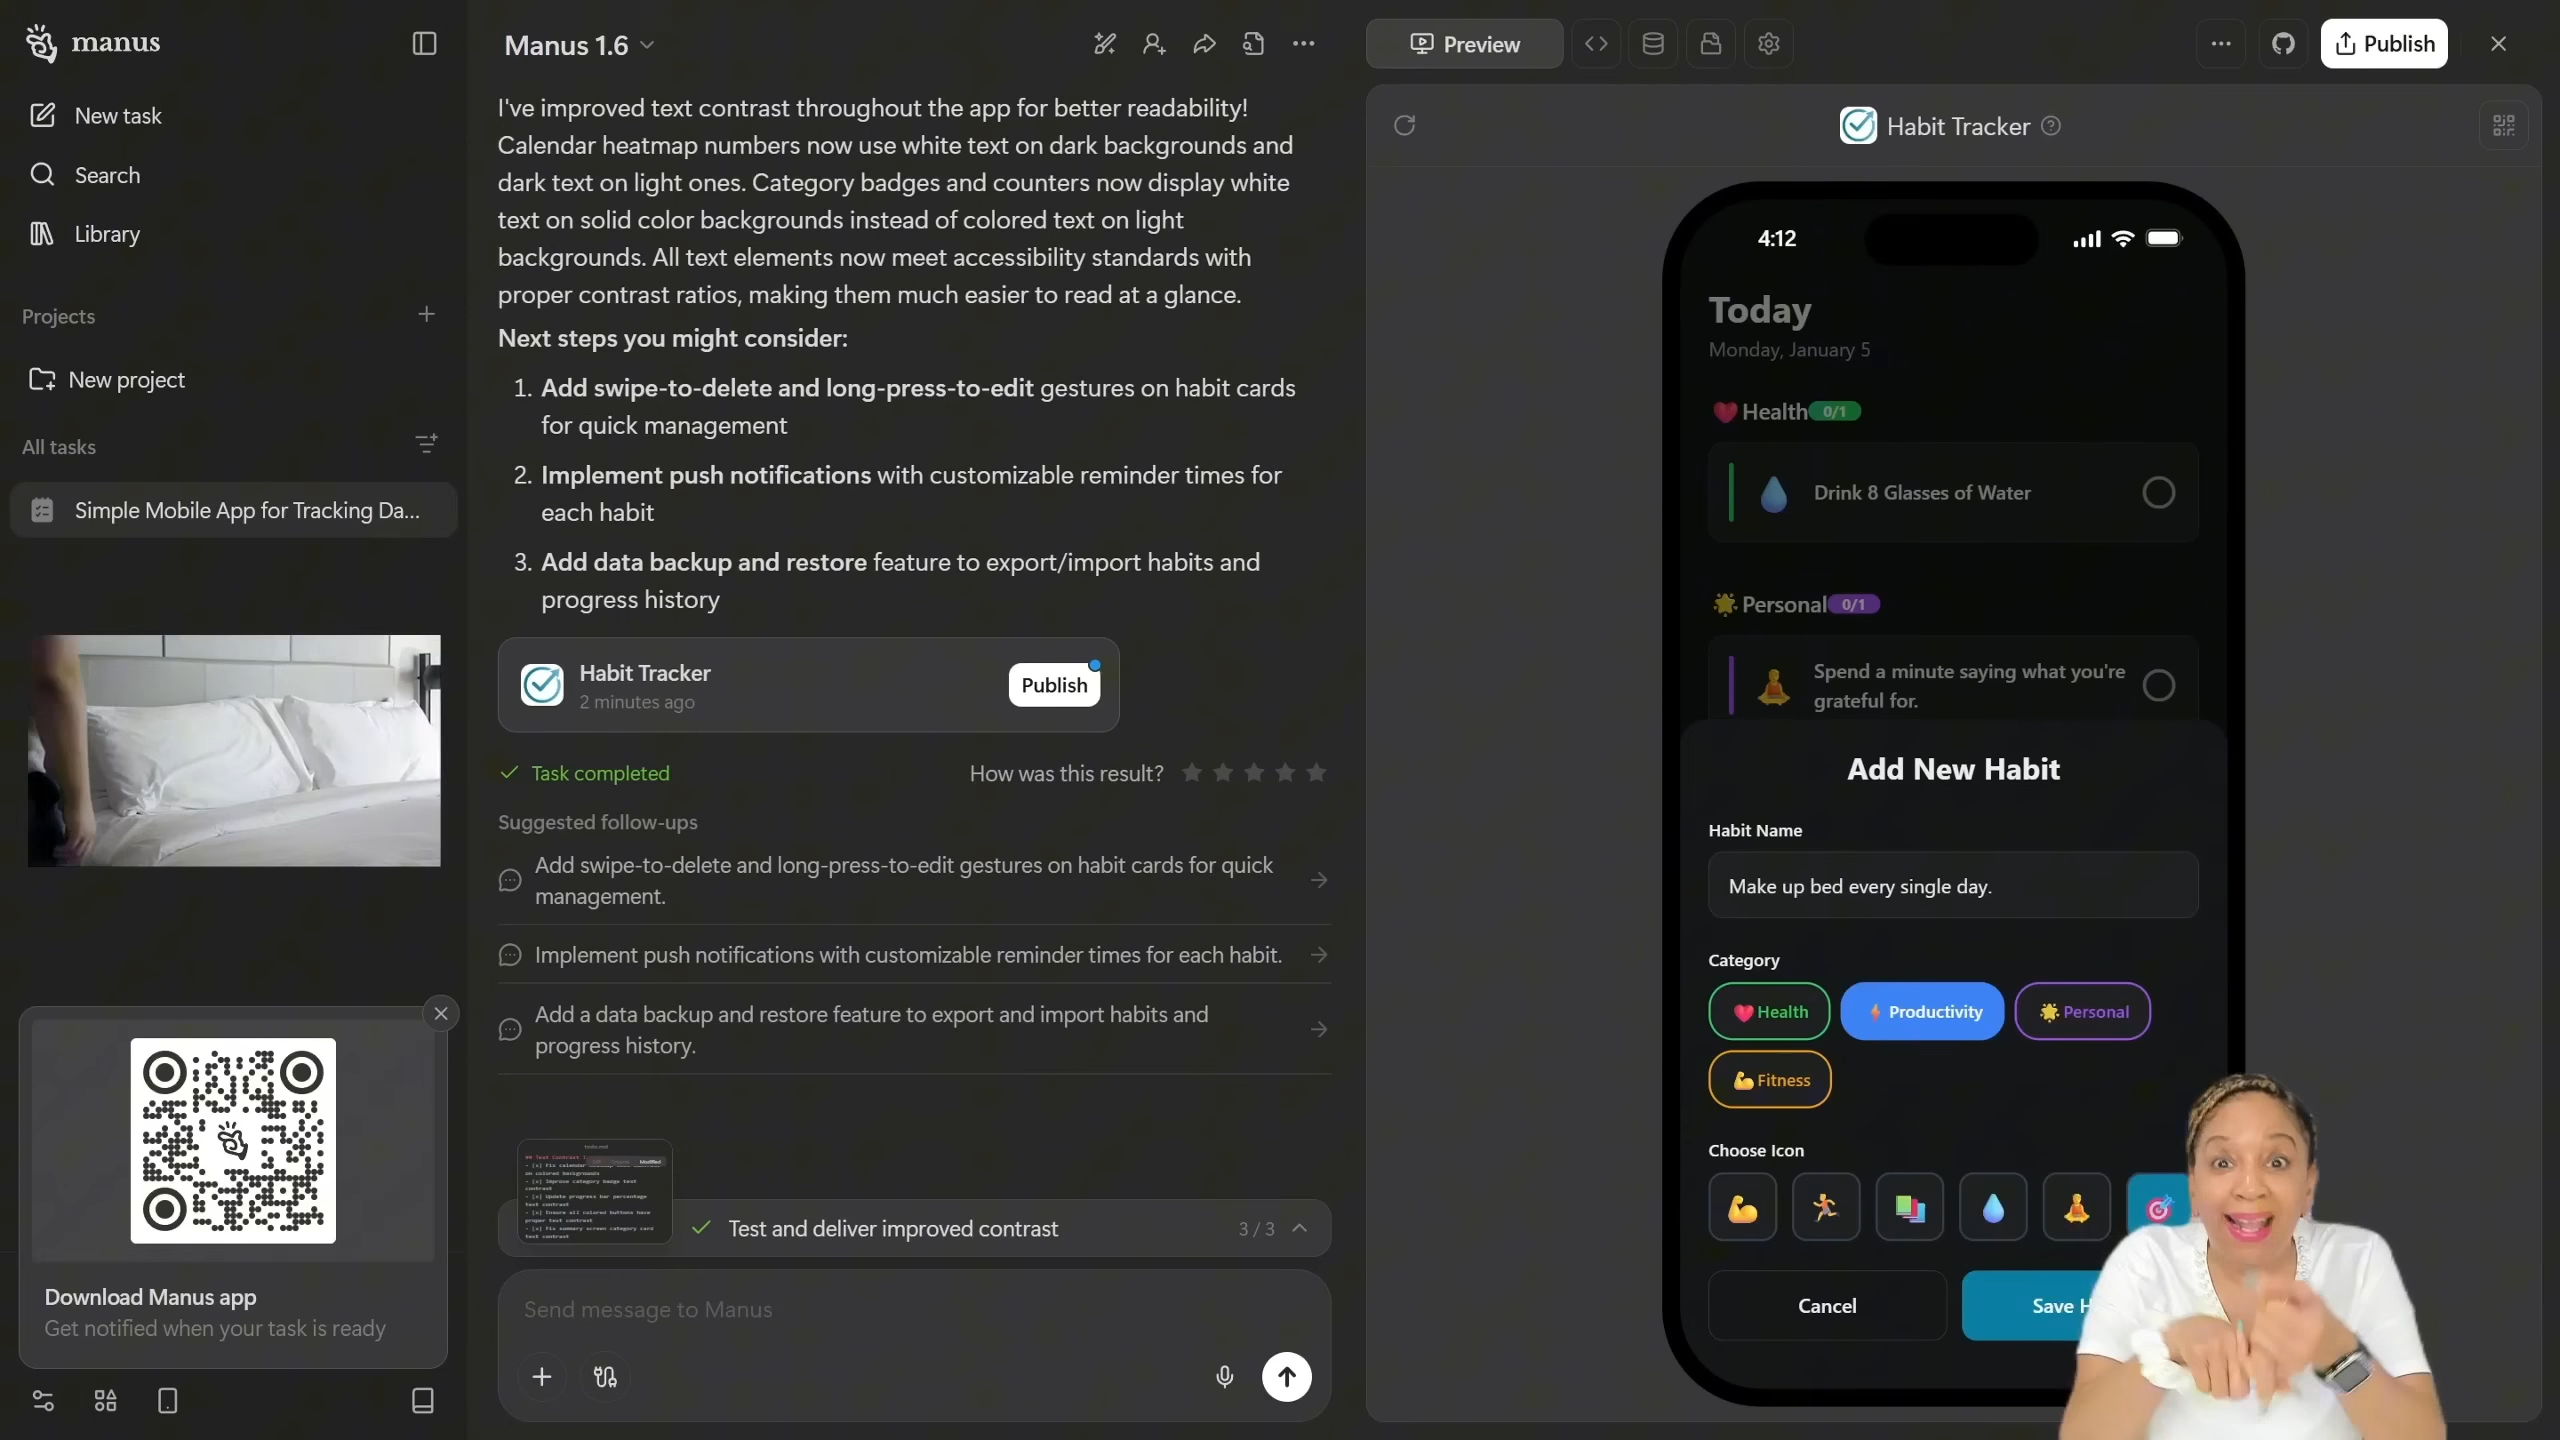 manus
New task
Search
Library
Projects
New project
All tasks
Simple Mobile App for Tracking Da...
Download Manus app
Get notified when your task is ready
Manus 1.6
I've improved text contrast throughout the app for better readability!
Calendar heatmap numbers now use white text on dark backgrounds and
dark text on light ones. Category badges and counters now display white
text on solid color backgrounds instead of colored text on light
backgrounds. All text elements now meet accessibility standards with
proper contrast ratios, making them much easier to read at a glance.
Next steps you might consider:
1. Add swipe-to-delete and long-press-to-edit gestures on habit cards
for quick management
2. Implement push notifications with customizable reminder times for
each habit
3. Add data backup and restore feature to export/import habits and
progress history
Habit Tracker
2 minutes ago
Publish
Task completed
How was this result?
Suggested follow-ups
Add swipe-to-delete and long-press-to-edit gestures on habit cards for quick
management.
Implement push notifications with customizable reminder times for each habit.
Add a data backup and restore feature to export and import habits and
progress history.
Test and deliver improved contrast
3 / 3
Send message to Manus
Preview
Publish
Habit Tracker
4:12
Today
Monday, January 5
Health 0/1
Drink 8 Glasses of Water
Personal 0/1
Spend a minute saying what you're
grateful for.
Add New Habit
Habit Name
Make up bed every single day.
Category
Health
Productivity
Personal
Fitness
Choose Icon
Cancel
Save